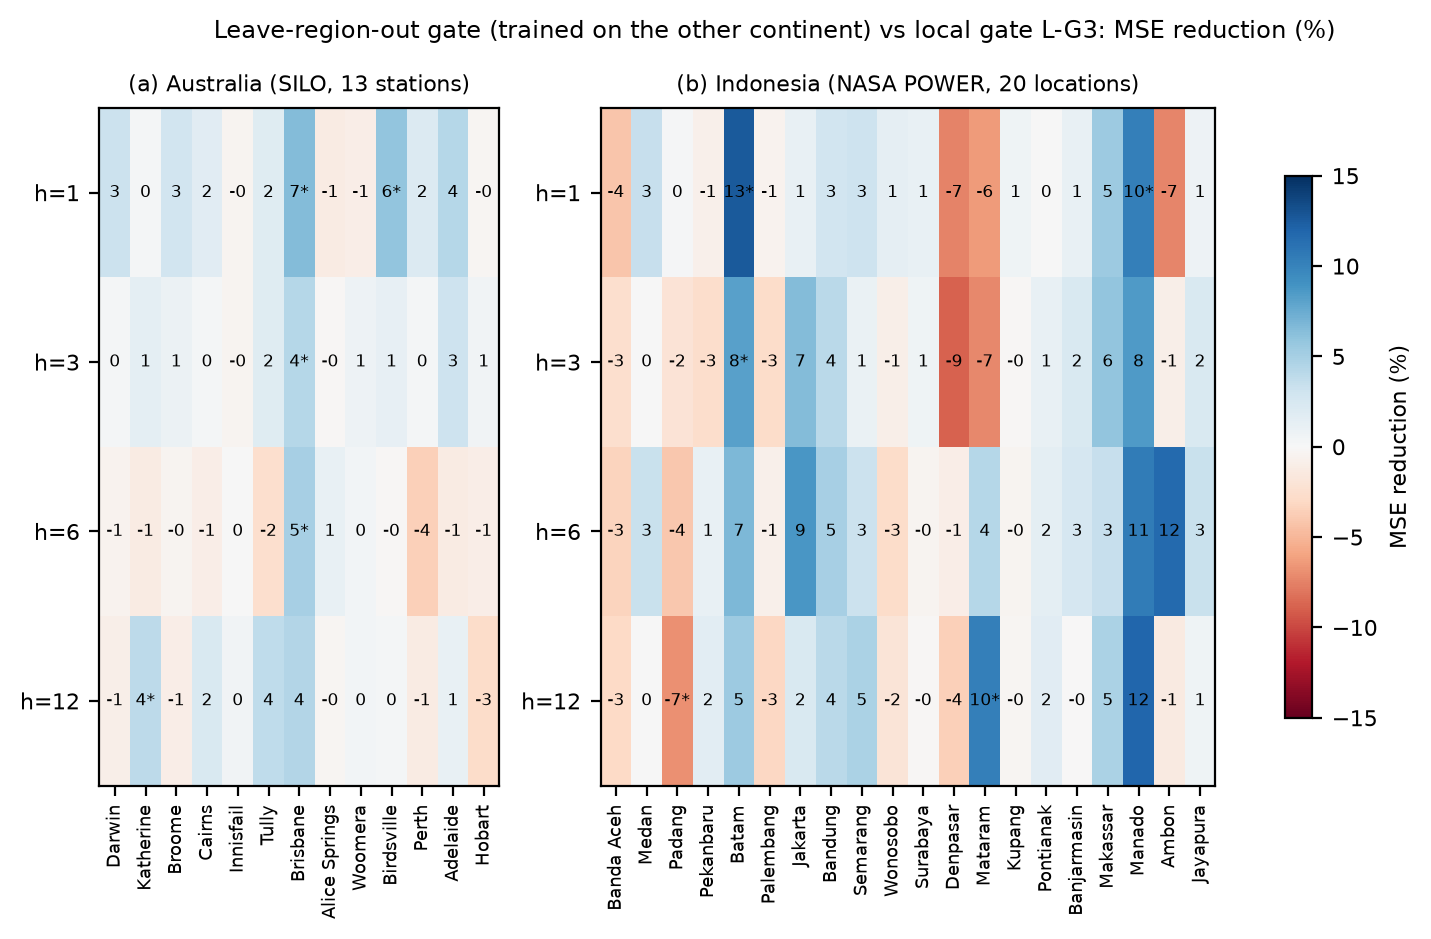 Leave-region-out gate (trained on the other continent) vs local gate L-G3: MSE reduction (%)
(a) Australia (SILO, 13 stations)
h=1 3 0 3 2 -0 2 7* -1 -1 6* 2 4 -0
h=3 0 1 1 0 -0 2 4* -0 1 1 0 3 1
h=6 -1 -1 -0 -1 0 -2 5* 1 0 -0 -4 -1 -1
h=12 -1 4* -1 2 0 4 4 -0 0 0 -1 1 -3
Darwin
Katherine
Broome
Cairns
Innisfail
Tully
Brisbane
Alice Springs
Woomera
Birdsville
Perth
Adelaide
Hobart
(b) Indonesia (NASA POWER, 20 locations)
h=1 -4 3 0 -1 13* -1 1 3 3 1 1 -7 -6 1 0 1 5 10* -7 1
h=3 -3 0 -2 -3 8* -3 7 4 1 -1 1 -9 -7 -0 1 2 6 8 -1 2
h=6 -3 3 -4 1 7 -1 9 5 3 -3 -0 -1 4 -0 2 3 3 11 12 3
h=12 -3 0 -7* 2 5 -3 2 4 5 -2 -0 -4 10* -0 2 -0 5 12 -1 1
Banda Aceh
Medan
Padang
Pekanbaru
Batam
Palembang
Jakarta
Bandung
Semarang
Wonosobo
Surabaya
Denpasar
Mataram
Kupang
Pontianak
Banjarmasin
Makassar
Manado
Ambon
Jayapura
15
10
5
0
−5
−10
−15
MSE reduction (%)